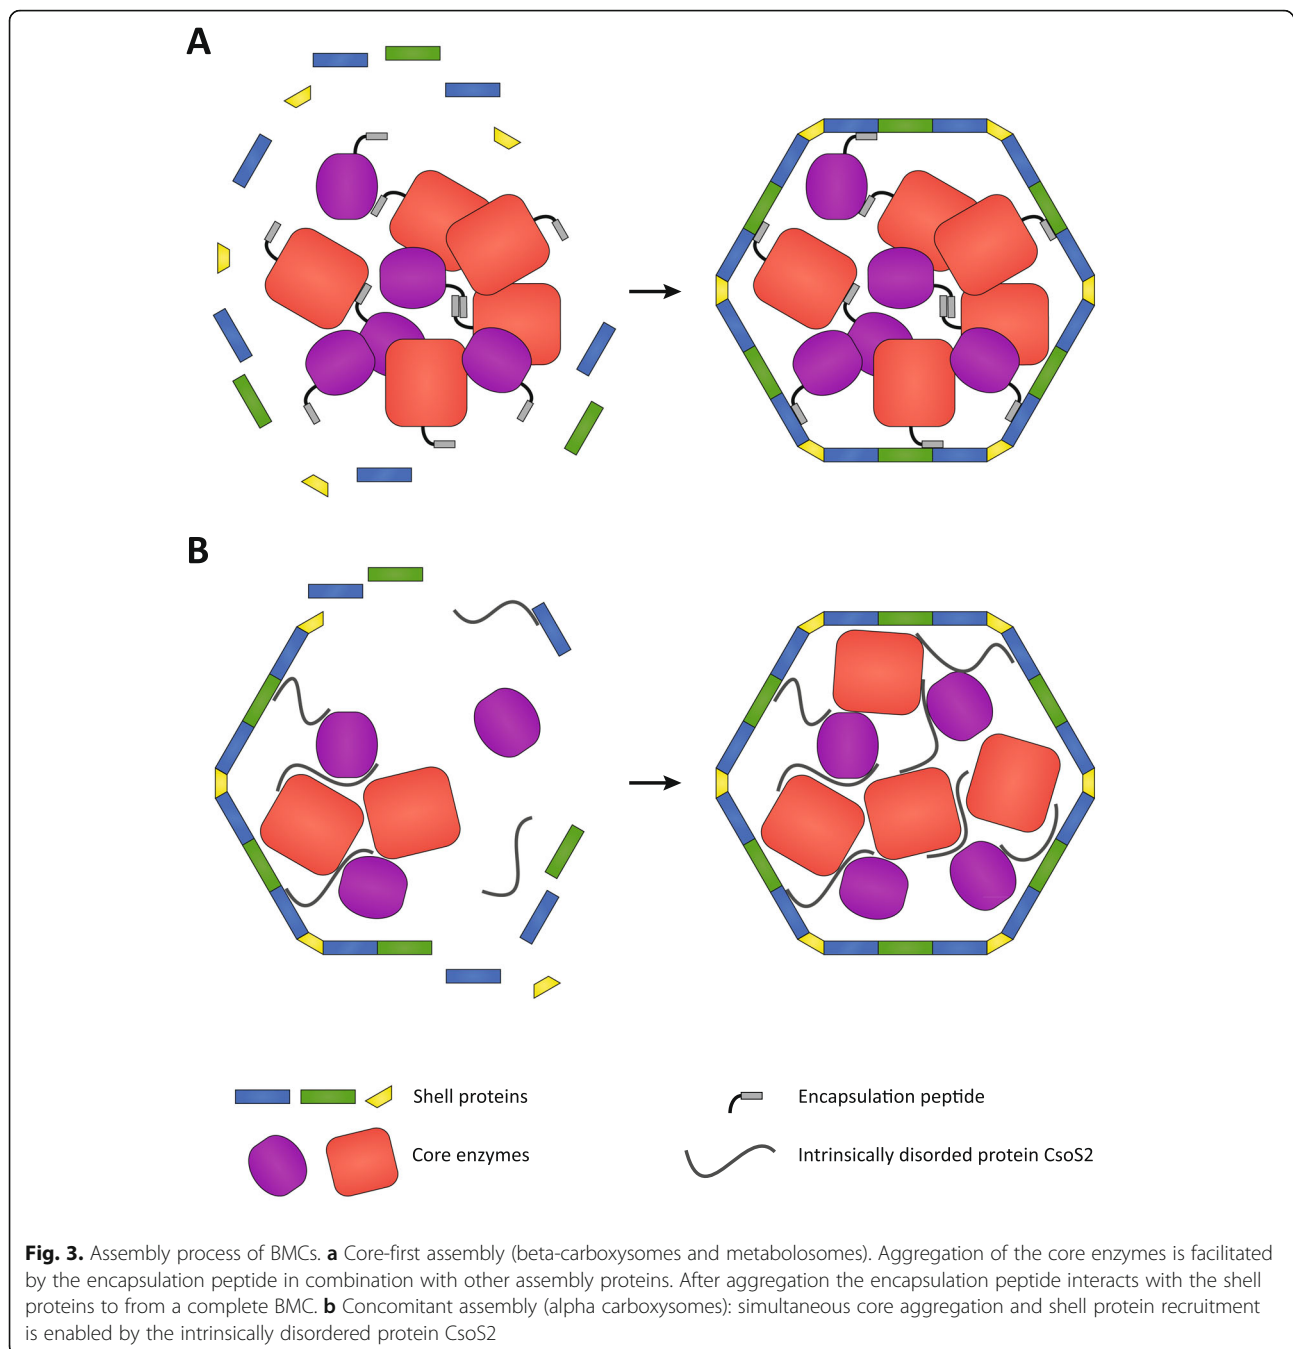 A
B
Shell proteins
Encapsulation peptide
Core enzymes
Intrinsically disorded protein CsoS2
Fig. 3. Assembly process of BMCs. a Core-first assembly (beta-carboxysomes and metabolosomes). Aggregation of the core enzymes is facilitated
by the encapsulation peptide in combination with other assembly proteins. After aggregation the encapsulation peptide interacts with the shell
proteins to from a complete BMC. b Concomitant assembly (alpha carboxysomes): simultaneous core aggregation and shell protein recruitment
is enabled by the intrinsically disordered protein CsoS2